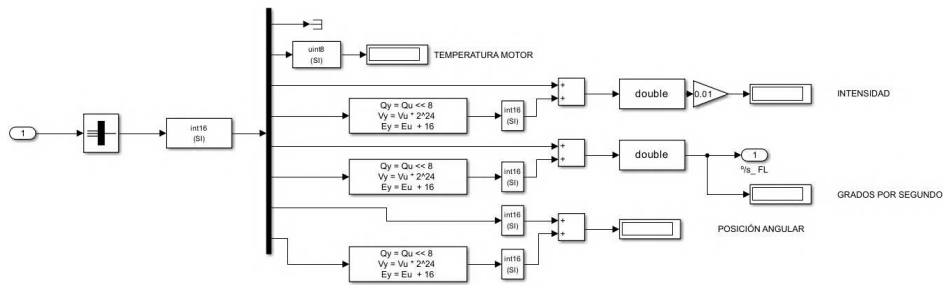 uint8
(SI)
TEMPERATURA MOTOR
Qy = Qu << 8
Vy = Vu * 2^24
Ey = Eu + 16
int16
(SI)
+
+
double
0.01
INTENSIDAD
1
int16
(SI)
Qy = Qu << 8
Vy = Vu * 2^24
Ey = Eu + 16
int16
(SI)
+
+
double
1
º/s_ FL
GRADOS POR SEGUNDO
int16
(SI)
+
+
POSICIÓN ANGULAR
Qy = Qu << 8
Vy = Vu * 2^24
Ey = Eu + 16
int16
(SI)